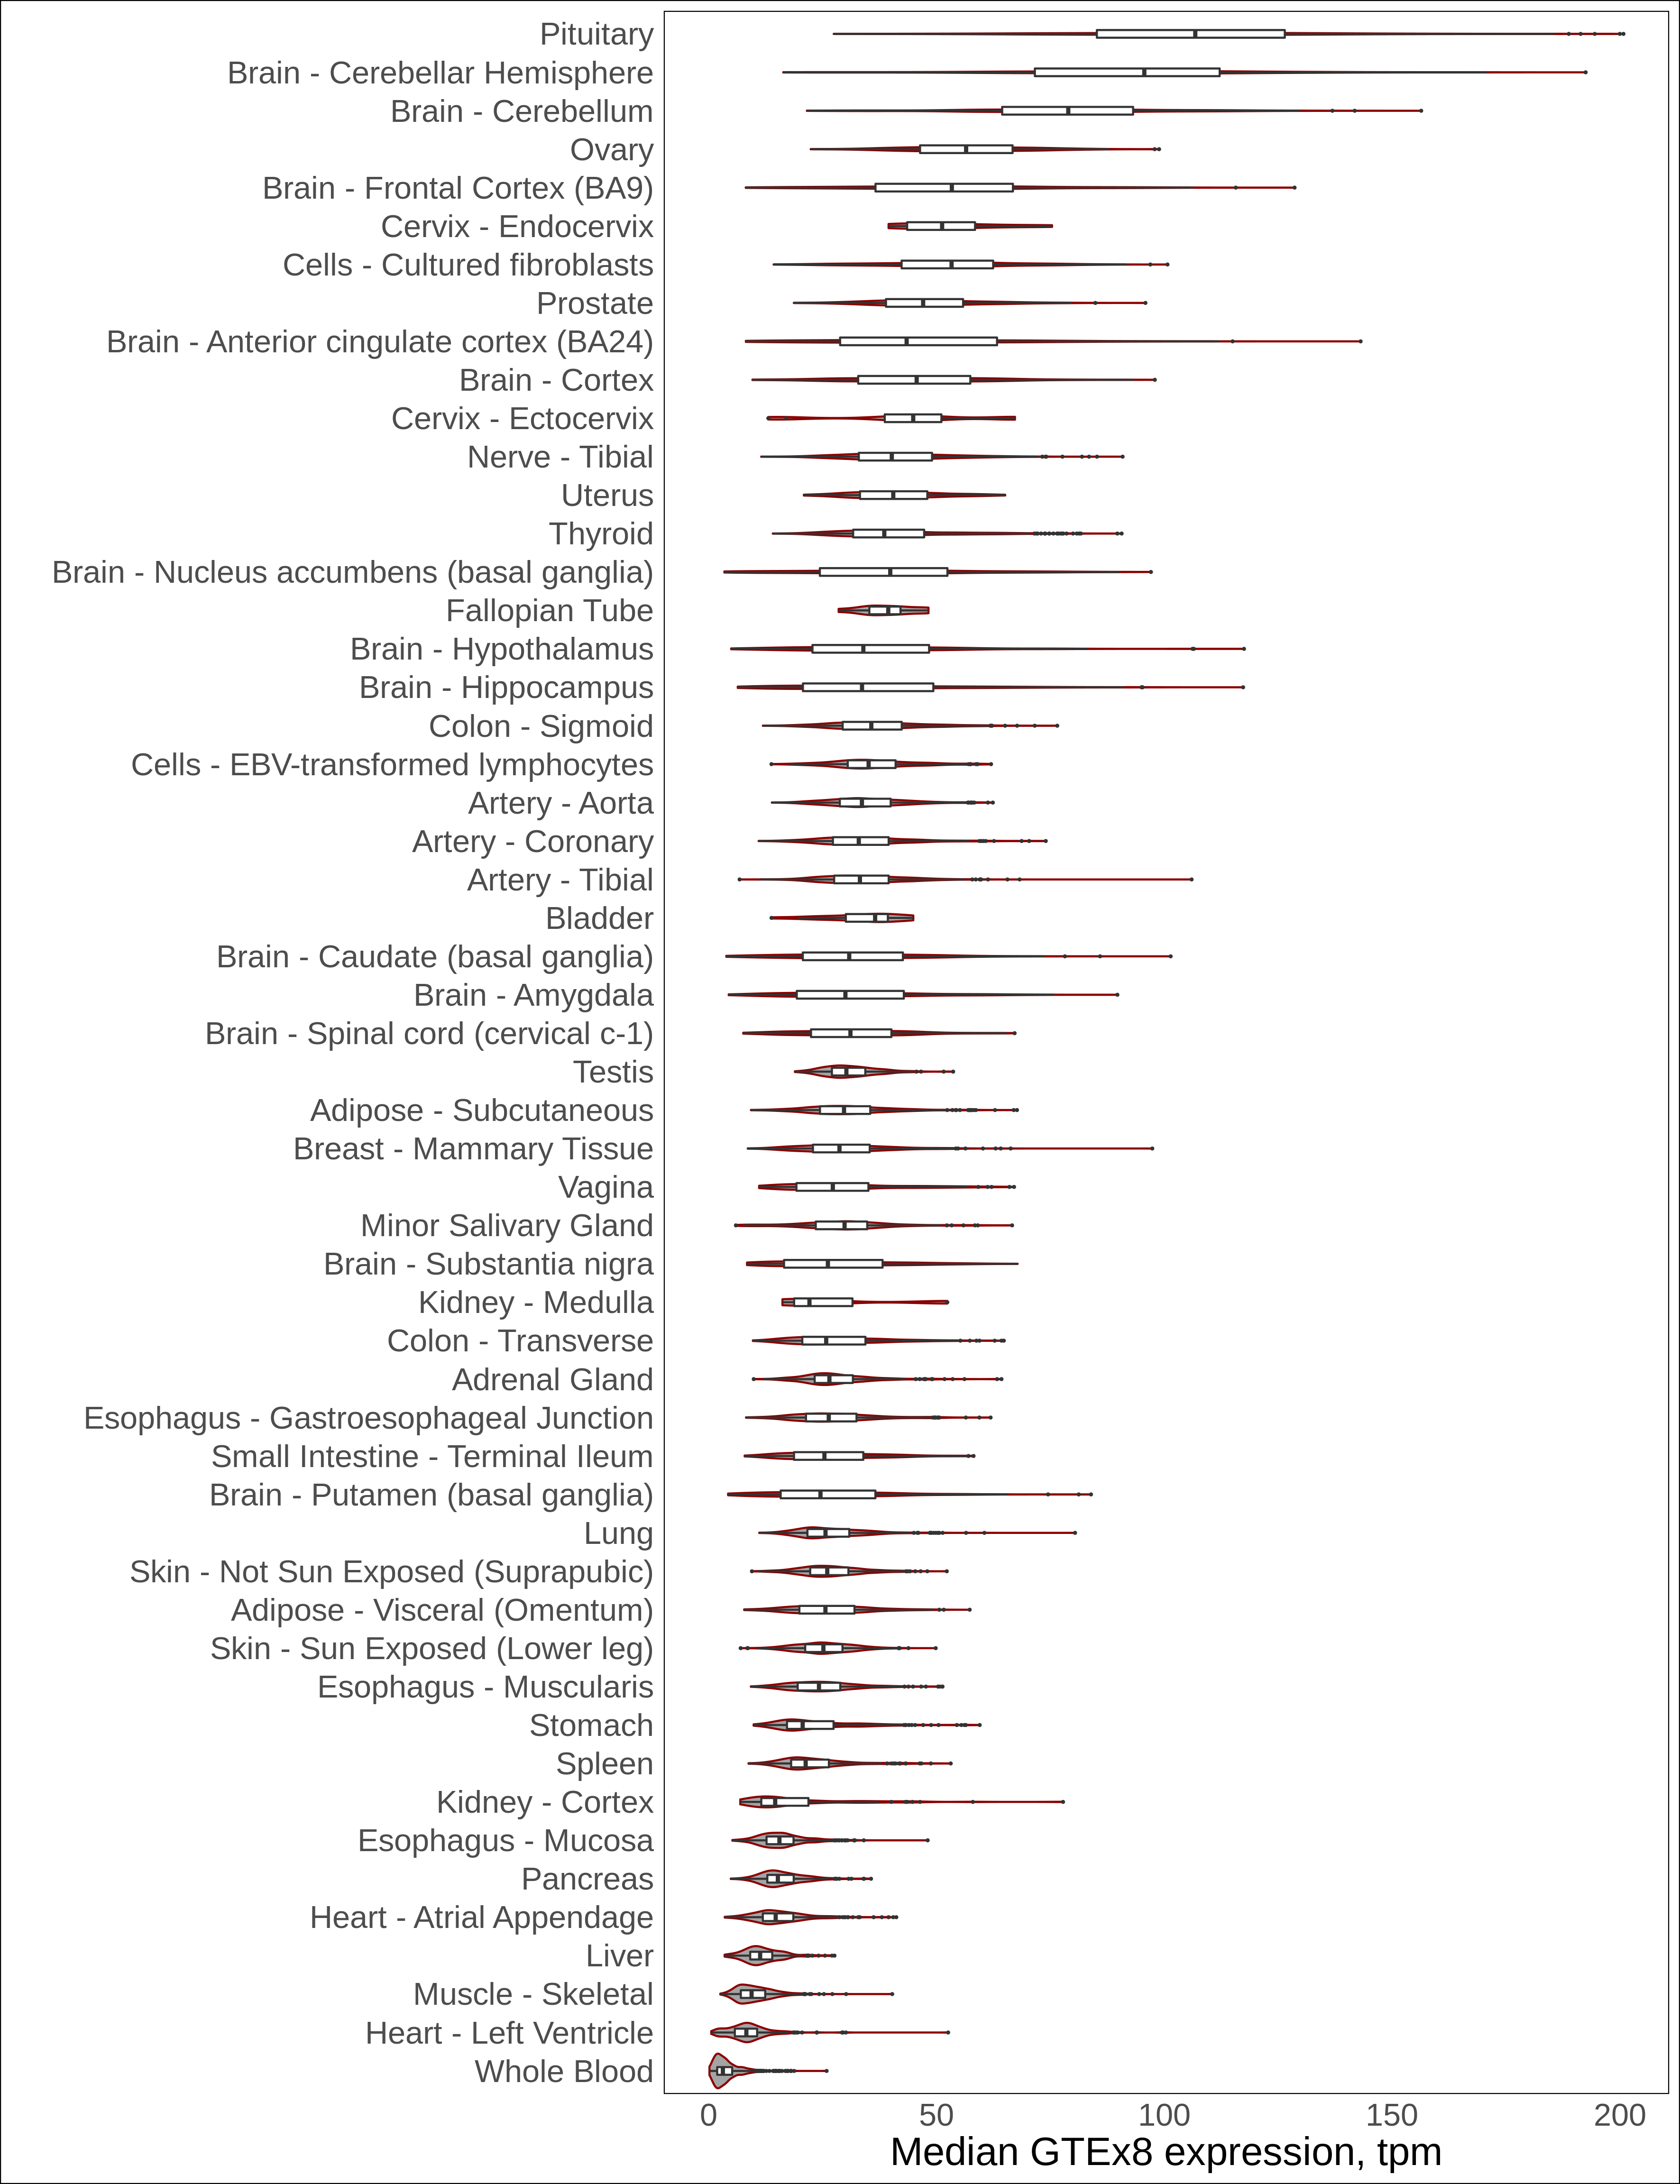 Pituitary
Brain - Cerebellar Hemisphere
Brain - Cerebellum
Ovary
Brain - Frontal Cortex (BA9)
Cervix - Endocervix
Cells - Cultured fibroblasts
Prostate
Brain - Anterior cingulate cortex (BA24)
Brain - Cortex
Cervix - Ectocervix
Nerve - Tibial
Uterus
Thyroid
Brain - Nucleus accumbens (basal ganglia)
Fallopian Tube
Brain - Hypothalamus
Brain - Hippocampus
Colon - Sigmoid
Cells - EBV-transformed lymphocytes
Artery - Aorta
Artery - Coronary
Artery - Tibial
Bladder
Brain - Caudate (basal ganglia)
Brain - Amygdala
Brain - Spinal cord (cervical c-1)
Testis
Adipose - Subcutaneous
Breast - Mammary Tissue
Vagina
Minor Salivary Gland
Brain - Substantia nigra
Kidney - Medulla
Colon - Transverse
Adrenal Gland
Esophagus - Gastroesophageal Junction
Small Intestine - Terminal Ileum
Brain - Putamen (basal ganglia)
Lung
Skin - Not Sun Exposed (Suprapubic)
Adipose - Visceral (Omentum)
Skin - Sun Exposed (Lower leg)
Esophagus - Muscularis
Stomach
Spleen
Kidney - Cortex
Esophagus - Mucosa
Pancreas
Heart - Atrial Appendage
Liver
Muscle - Skeletal
Heart - Left Ventricle
Whole Blood
0 50 100 150 200
Median GTEx8 expression, tpm